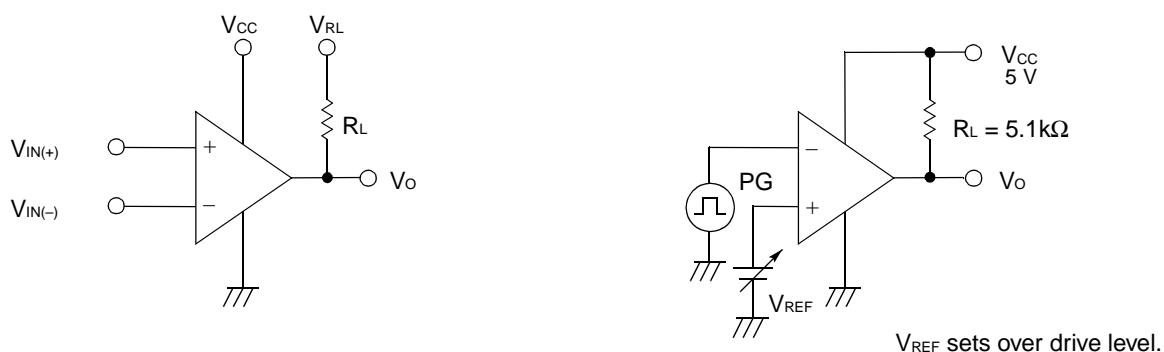 VCC
VRL
RL
VIN(+)
+
VO
VIN(–)
–
VCC
5 V
RL = 5.1kΩ
–
PG
VO
+
VREF
VREF sets over drive level.